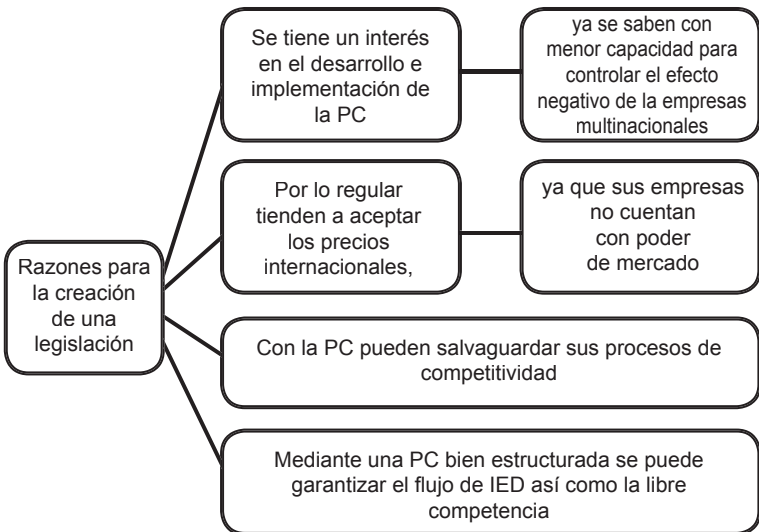 Razones para
la creación
de una
legislación
Se tiene un interés
en el desarrollo e
implementación de
la PC
ya se saben con
menor capacidad para
controlar el efecto
negativo de la empresas
multinacionales
Por lo regular
tienden a aceptar
los precios
internacionales,
ya que sus empresas
no cuentan
con poder
de mercado
Con la PC pueden salvaguardar sus procesos de
competitividad
Mediante una PC bien estructurada se puede
garantizar el flujo de IED así como la libre
competencia